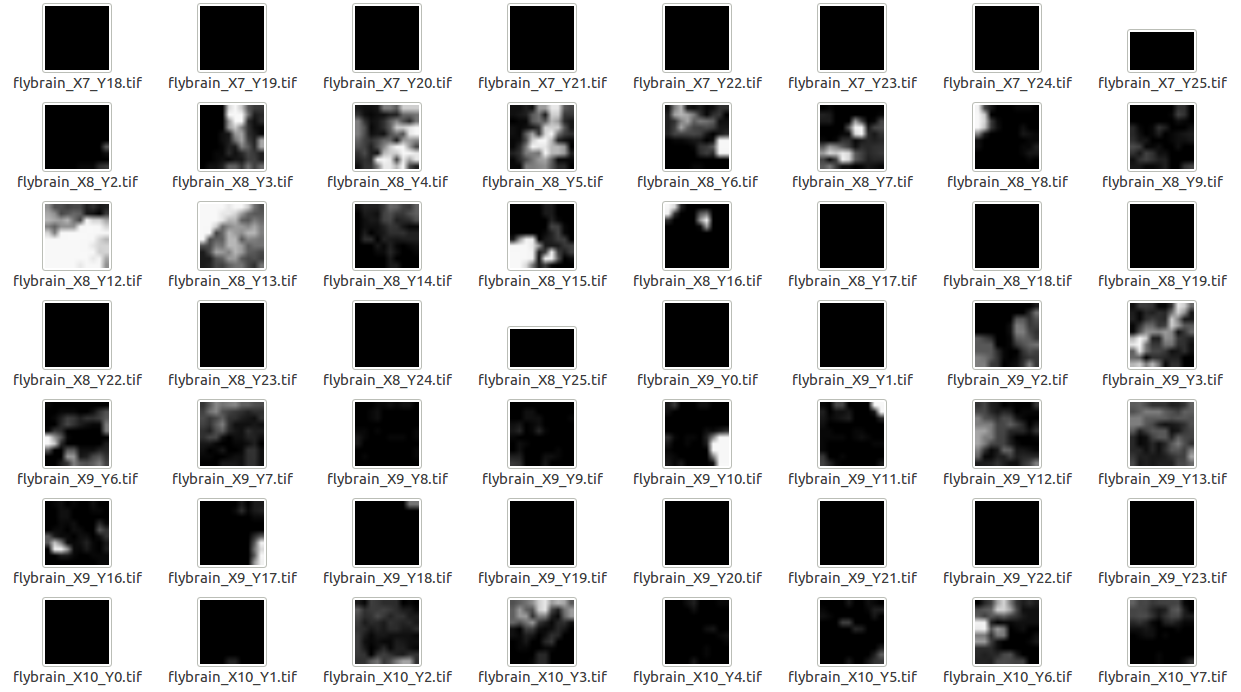 flybrain_X7_Y18.tif flybrain_X7_Y19.tif flybrain_X7_Y20.tif flybrain_X7_Y21.tif flybrain_X7_Y22.tif flybrain_X7_Y23.tif flybrain_X7_Y24.tif flybrain_X7_Y25.tif
flybrain_X8_Y2.tif flybrain_X8_Y3.tif flybrain_X8_Y4.tif flybrain_X8_Y5.tif flybrain_X8_Y6.tif flybrain_X8_Y7.tif flybrain_X8_Y8.tif flybrain_X8_Y9.tif
flybrain_X8_Y12.tif flybrain_X8_Y13.tif flybrain_X8_Y14.tif flybrain_X8_Y15.tif flybrain_X8_Y16.tif flybrain_X8_Y17.tif flybrain_X8_Y18.tif flybrain_X8_Y19.tif
flybrain_X8_Y22.tif flybrain_X8_Y23.tif flybrain_X8_Y24.tif flybrain_X8_Y25.tif flybrain_X9_Y0.tif flybrain_X9_Y1.tif flybrain_X9_Y2.tif flybrain_X9_Y3.tif
flybrain_X9_Y6.tif flybrain_X9_Y7.tif flybrain_X9_Y8.tif flybrain_X9_Y9.tif flybrain_X9_Y10.tif flybrain_X9_Y11.tif flybrain_X9_Y12.tif flybrain_X9_Y13.tif
flybrain_X9_Y16.tif flybrain_X9_Y17.tif flybrain_X9_Y18.tif flybrain_X9_Y19.tif flybrain_X9_Y20.tif flybrain_X9_Y21.tif flybrain_X9_Y22.tif flybrain_X9_Y23.tif
flybrain_X10_Y0.tif flybrain_X10_Y1.tif flybrain_X10_Y2.tif flybrain_X10_Y3.tif flybrain_X10_Y4.tif flybrain_X10_Y5.tif flybrain_X10_Y6.tif flybrain_X10_Y7.tif